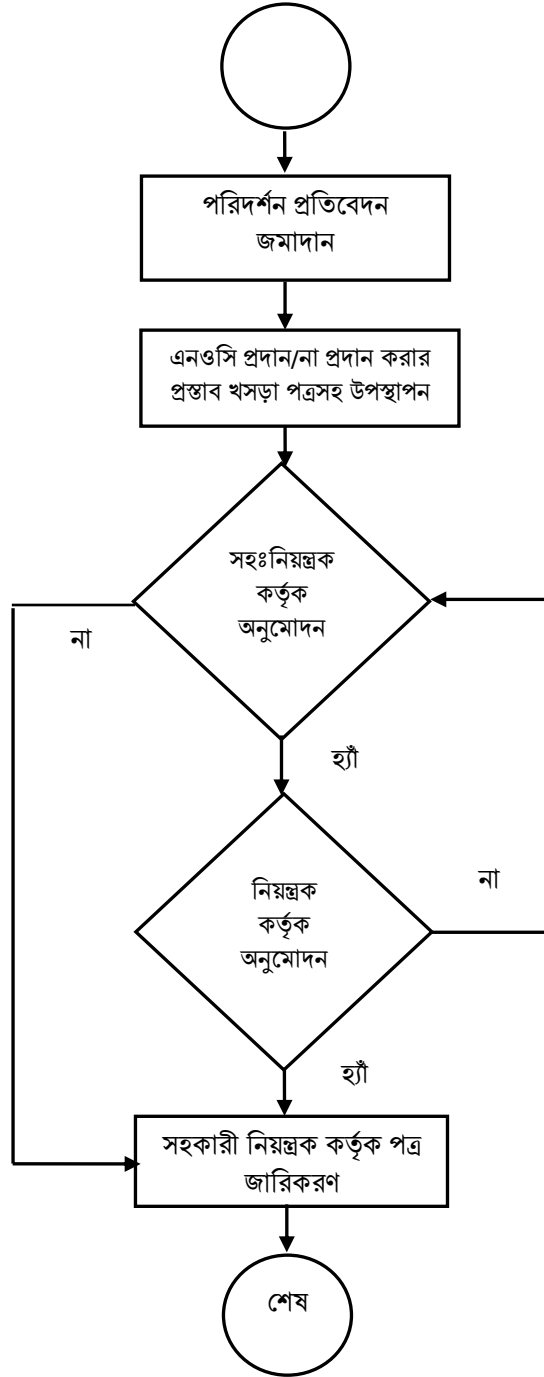 পরিদর্শন প্রতিবেদন
জমাদান
এনওসি প্রদান/না প্রদান করার
প্রস্তাব খসড়া পত্রসহ উপস্থাপন
সহঃনিয়ন্ত্রক
কর্তৃক
অনুমোদন
না
হ্যাঁ
নিয়ন্ত্রক
কর্তৃক
অনুমোদন
না
হ্যাঁ
সহকারী নিয়ন্ত্রক কর্তৃক পত্র
জারিকরণ
শেষ